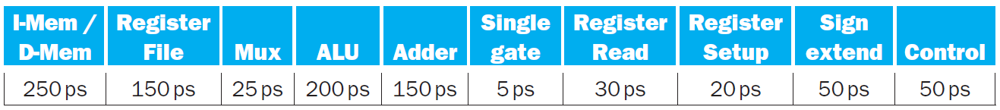 I-Mem / Register Single Register Register Sign
D-Mem File Mux ALU Adder gate Read Setup extend Control
250 ps 150 ps 25 ps 200 ps 150 ps 5 ps 30 ps 20 ps 50 ps 50 ps